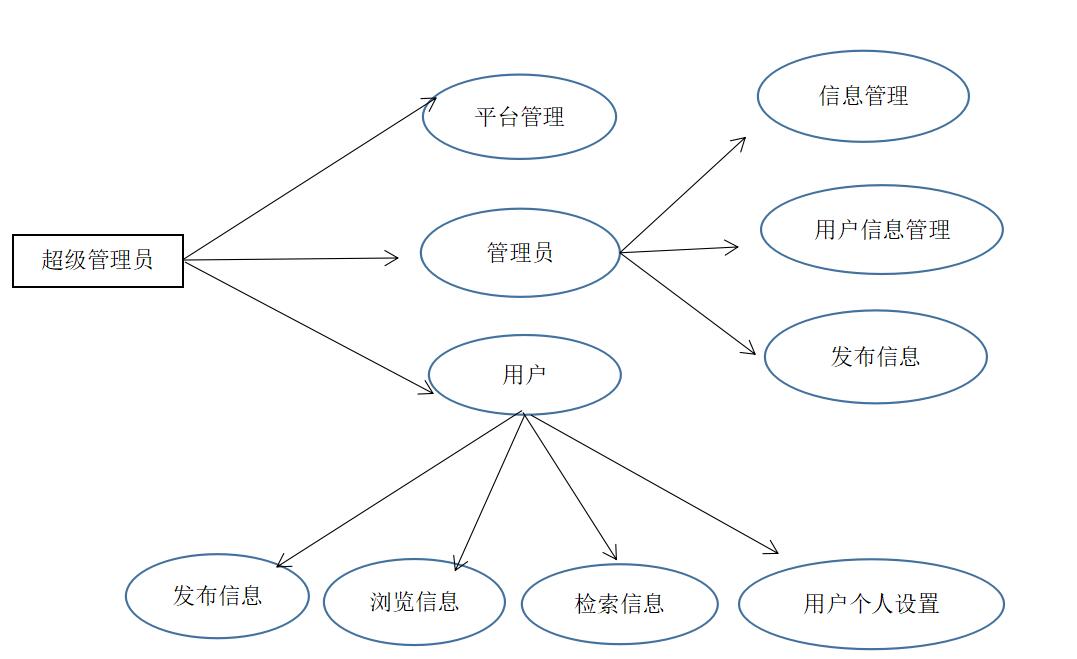 信息管理
平台管理
用户信息管理
管理员
超级管理员
发布信息
用户
发布信息
浏览信息
检索信息
用户个人设置